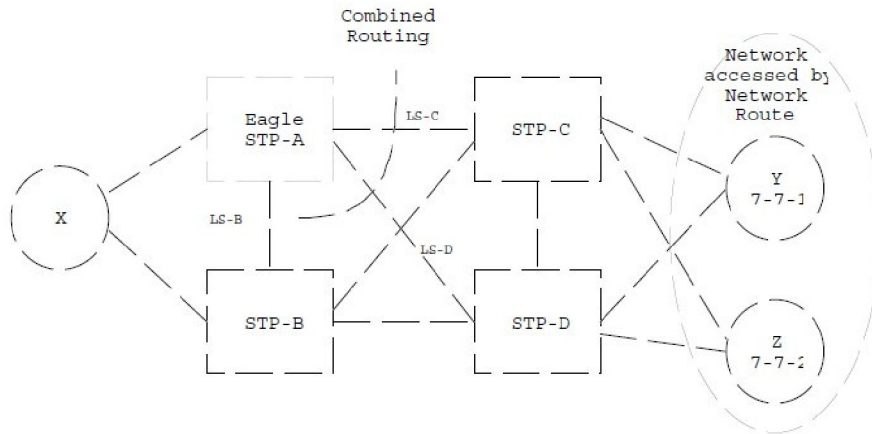 Combined
Routing
Network
accessed by
Network
Route
Eagle
STP-A
LS-C
STP-C
Y
7-7-1
X
LS-B
LS-D
STP-B
STP-D
Z
7-7-2